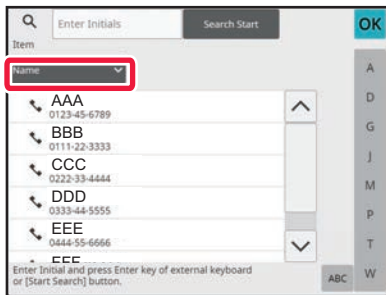 Enter Initials
Search Start
OK
Item
Name
AAA
0123-45-6789
BBB
0111-22-3333
CCC
0222-33-4444
DDD
0333-44-5555
EEE
0444-55-6666
FFF
Enter Initial and press Enter key of external keyboard
or [Start Search] button.
ABC
A
D
G
J
M
P
T
W